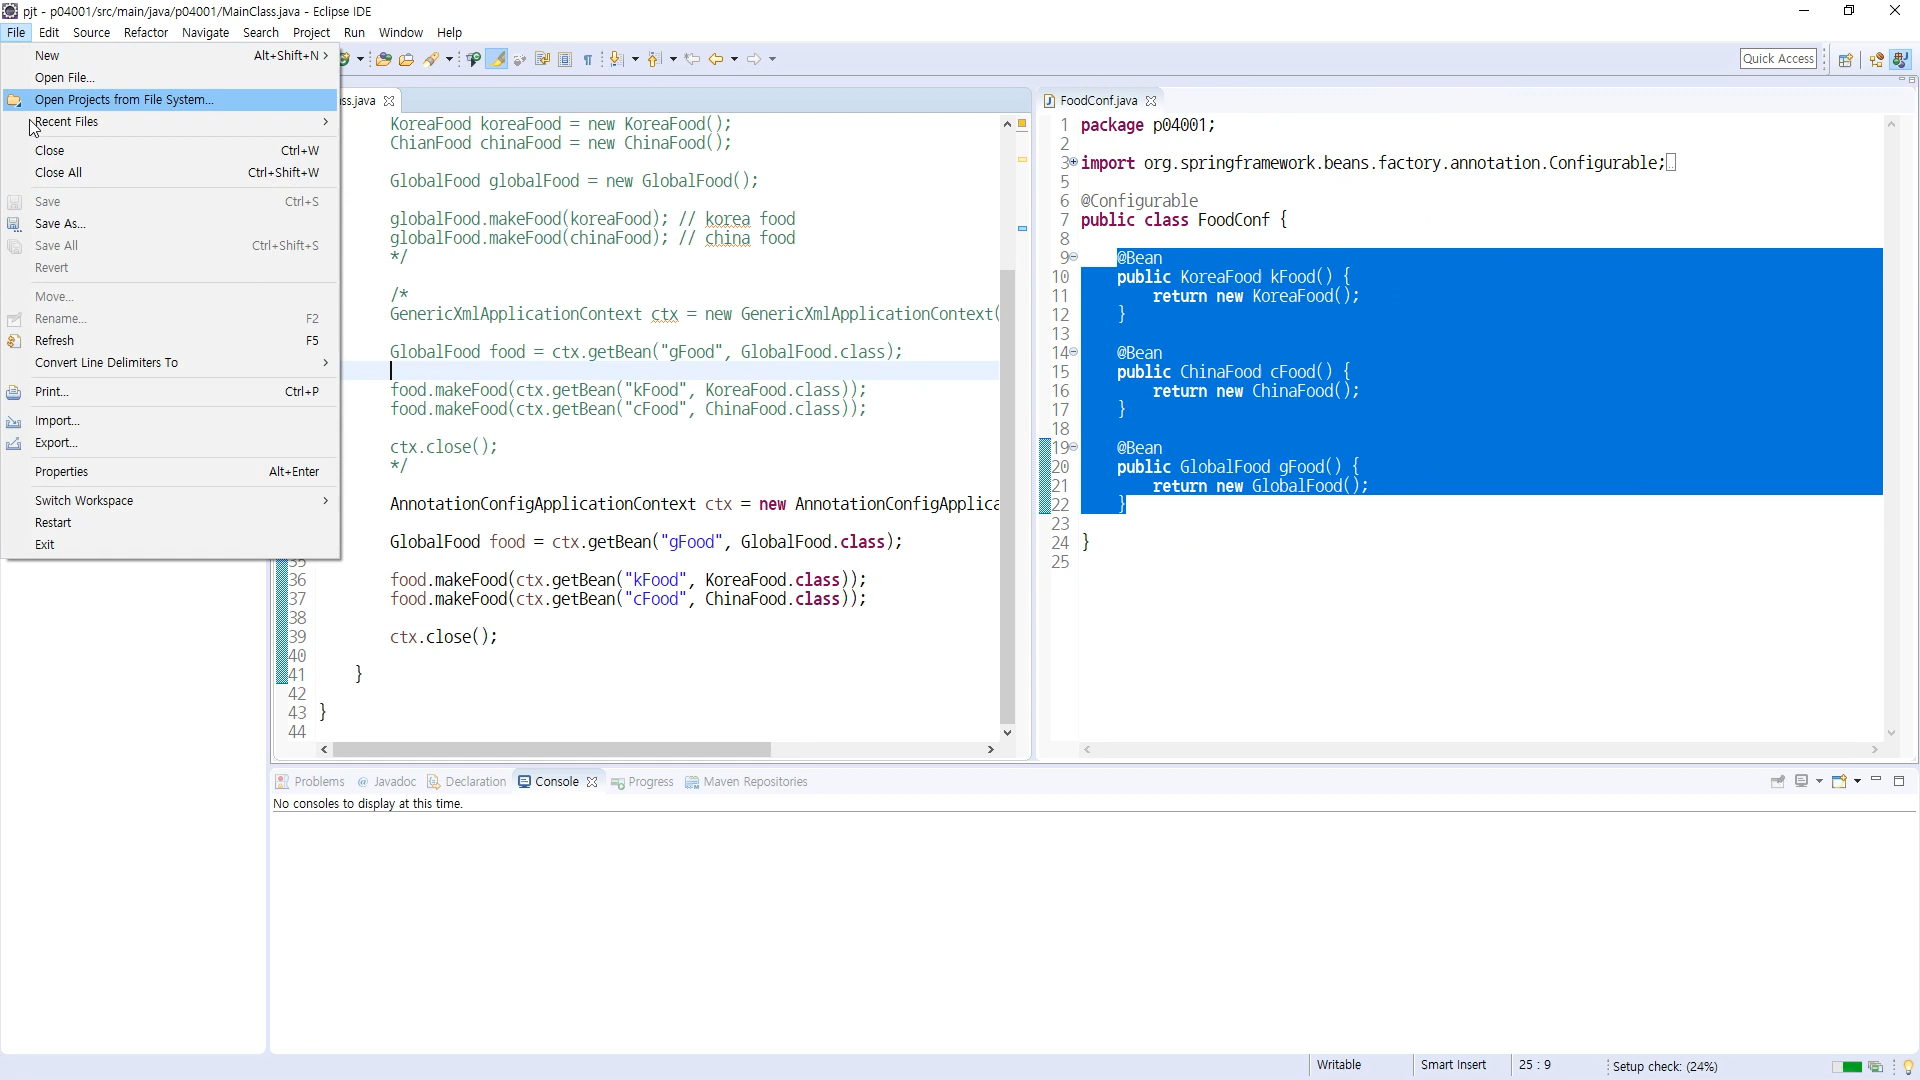 pjt - p04001/src/main/java/p04001/MainClass.java - Eclipse IDE
File Edit Source Refactor Navigate Search Project Run Window Help
Quick Access
New Alt+Shift+N
Open File...
Open Projects from File System...
Recent Files
Close Ctrl+W
Close All Ctrl+Shift+W
Save Ctrl+S
Save As...
Save All Ctrl+Shift+S
Revert
Move...
Rename... F2
Refresh F5
Convert Line Delimiters To
Print... Ctrl+P
Import...
Export...
Properties Alt+Enter
Switch Workspace
Restart
Exit
ss.java
KoreaFood koreaFood = new KoreaFood();
ChianFood chinaFood = new ChinaFood();
GlobalFood globalFood = new GlobalFood();
globalFood.makeFood(koreaFood); // korea food
globalFood.makeFood(chinaFood); // china food
*/
/*
GenericXmlApplicationContext ctx = new GenericXmlApplicationContext(
GlobalFood food = ctx.getBean("gFood", GlobalFood.class);
food.makeFood(ctx.getBean("kFood", KoreaFood.class));
food.makeFood(ctx.getBean("cFood", ChinaFood.class));
ctx.close();
*/
AnnotationConfigApplicationContext ctx = new AnnotationConfigApplica
GlobalFood food = ctx.getBean("gFood", GlobalFood.class);
35
36 food.makeFood(ctx.getBean("kFood", KoreaFood.class));
37 food.makeFood(ctx.getBean("cFood", ChinaFood.class));
38
39 ctx.close();
40
41 }
42
43 }
44
FoodConf.java
1 package p04001;
2
3 import org.springframework.beans.factory.annotation.Configurable;
5
6 @Configurable
7 public class FoodConf {
8
9 @Bean
10 public KoreaFood kFood() {
11 return new KoreaFood();
12 }
13
14 @Bean
15 public ChinaFood cFood() {
16 return new ChinaFood();
17 }
18
19 @Bean
20 public GlobalFood gFood() {
21 return new GlobalFood();
22 }
23
24 }
25
Problems @ Javadoc Declaration Console Progress Maven Repositories
No consoles to display at this time.
Writable Smart Insert 25 : 9 Setup check: (24%)